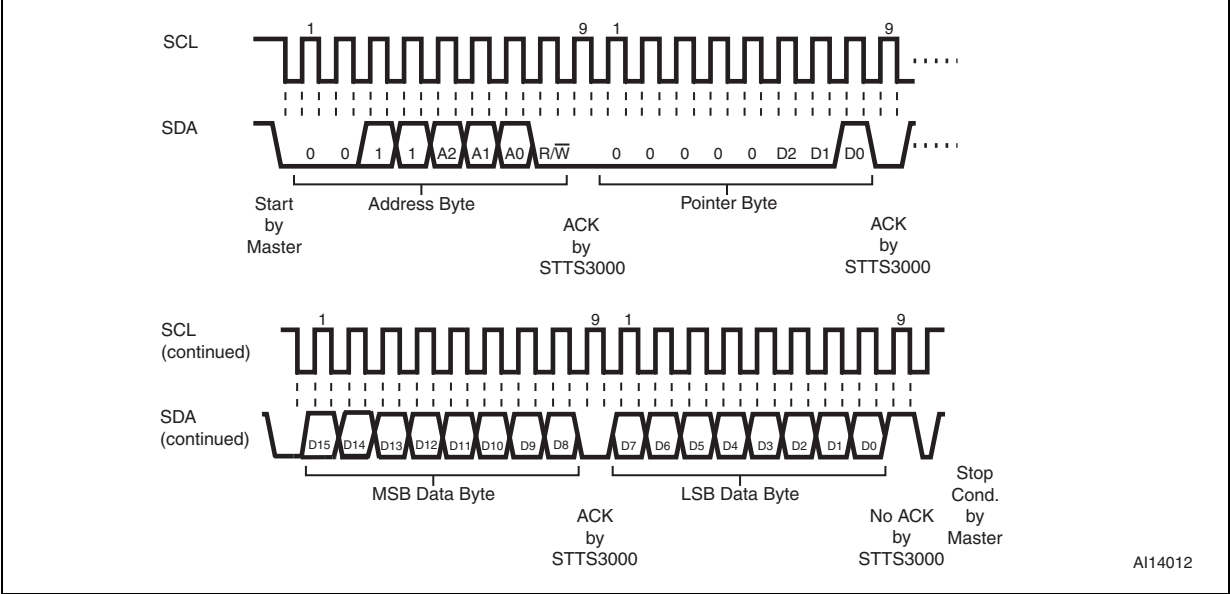 1 9 1 9
SCL
SDA
0 0 1 1 A2 A1 A0 R/W̅ 0 0 0 0 0 D2 D1 D0
Address Byte Pointer Byte
Start
by
Master
ACK
by
STTS3000
ACK
by
STTS3000
1 9 1 9
SCL
(continued)
SDA
(continued)
D15 D14 D13 D12 D11 D10 D9 D8 D7 D6 D5 D4 D3 D2 D1 D0
MSB Data Byte LSB Data Byte
ACK
by
STTS3000
No ACK
by
STTS3000
Stop
Cond.
by
Master
AI14012